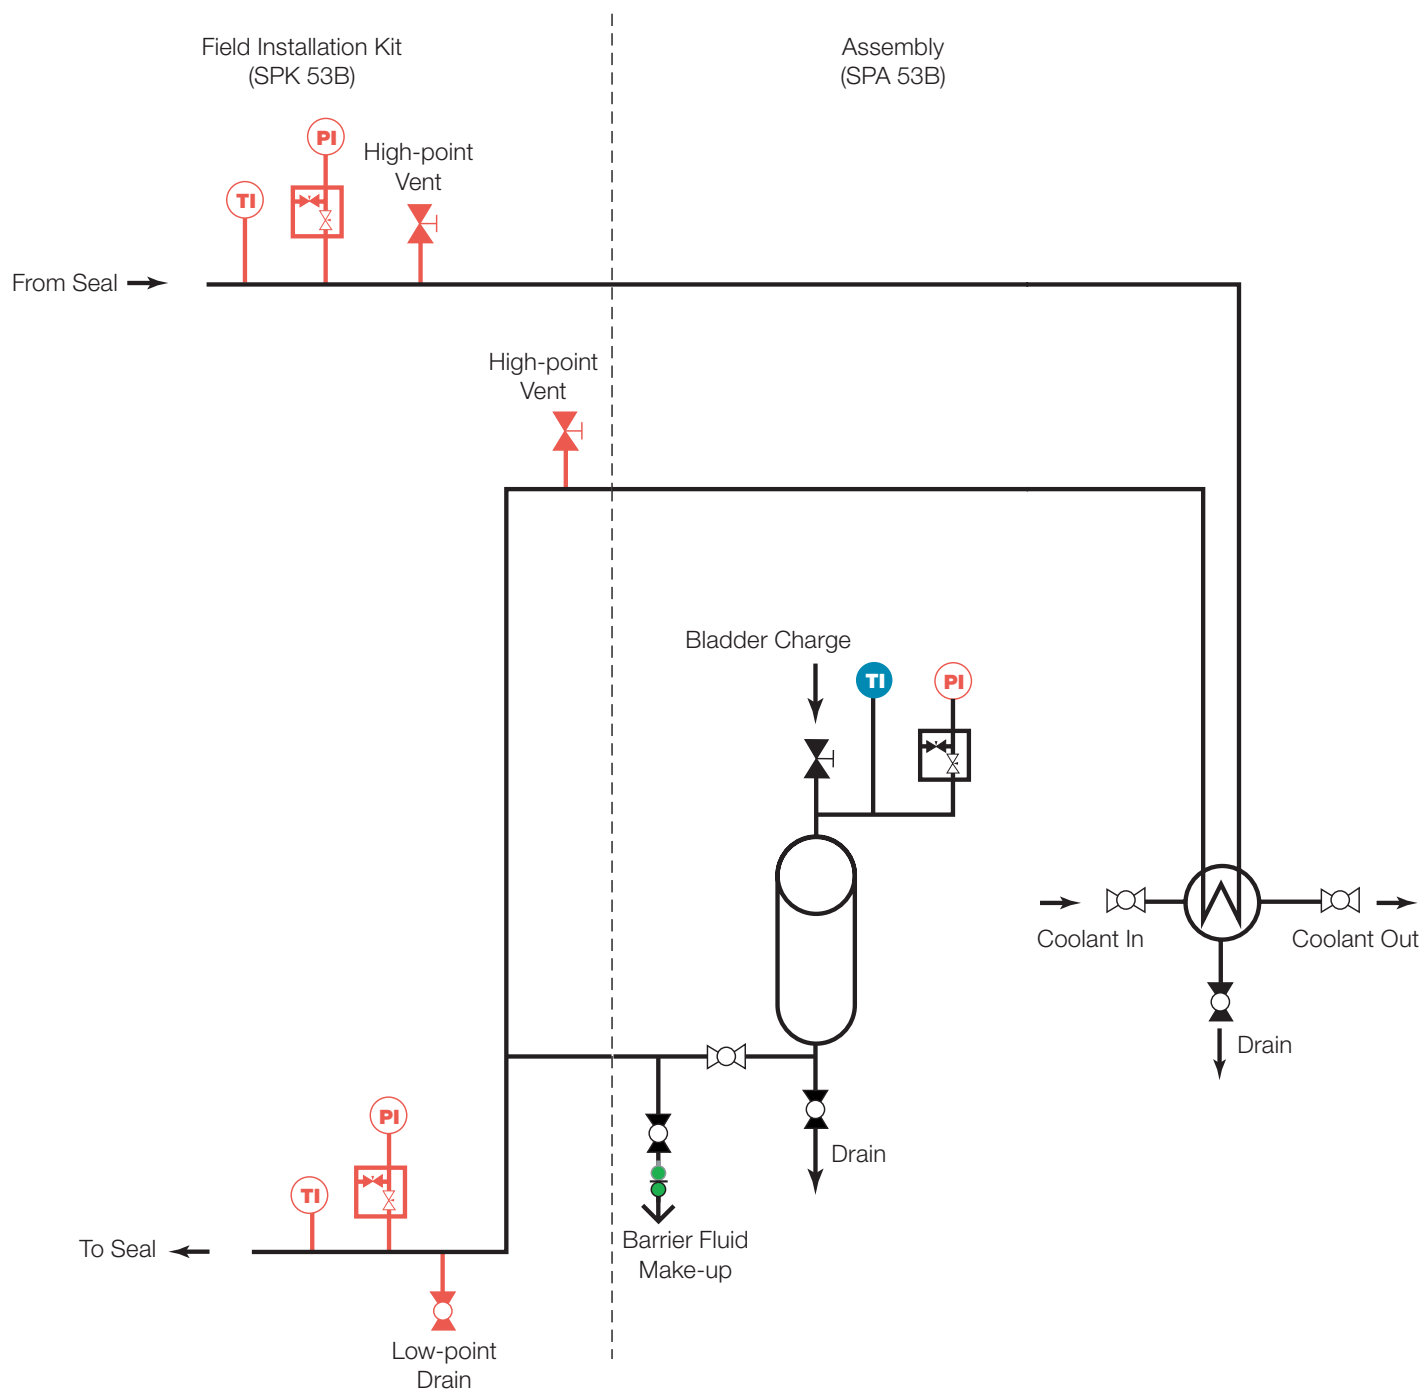 Field Installation Kit
(SPK 53B)
Assembly
(SPA 53B)
PI
High-point
Vent
TI
From Seal
High-point
Vent
Bladder Charge
TI
PI
Coolant In
Coolant Out
Drain
PI
Drain
TI
To Seal
Barrier Fluid
Make-up
Low-point
Drain